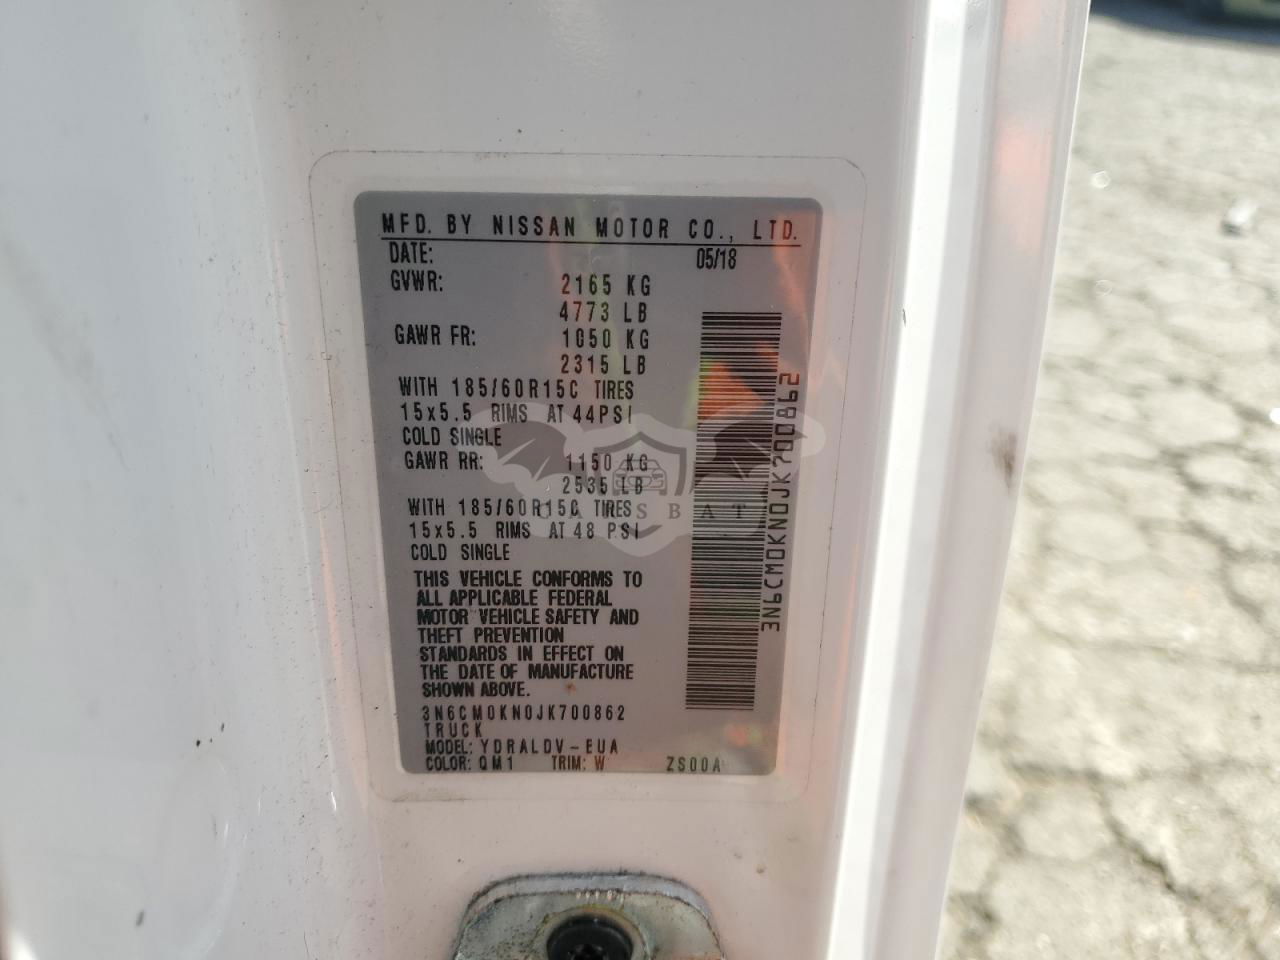 MFD. BY NISSAN MOTOR CO., LTD.
DATE: 05/18
GVWR: 2165 KG
4773 LB
GAWR FR: 1050 KG
2315 LB
WITH 185/60R15C TIRES
15x5.5 RIMS AT 44PSI
COLD SINGLE
GAWR RR: 1150 KG
2535 LB
WITH 185/60R15C TIRES
15x5.5 RIMS AT 48 PSI
COLD SINGLE
THIS VEHICLE CONFORMS TO
ALL APPLICABLE FEDERAL
MOTOR VEHICLE SAFETY AND
THEFT PREVENTION
STANDARDS IN EFFECT ON
THE DATE OF MANUFACTURE
SHOWN ABOVE.
3N6CM0KN0JK700862
TRUCK
MODEL: YDRALDV-EUA
COLOR: QM1 TRIM: W ZS00A
3N6CM0KN0JK700862
CARSBAT